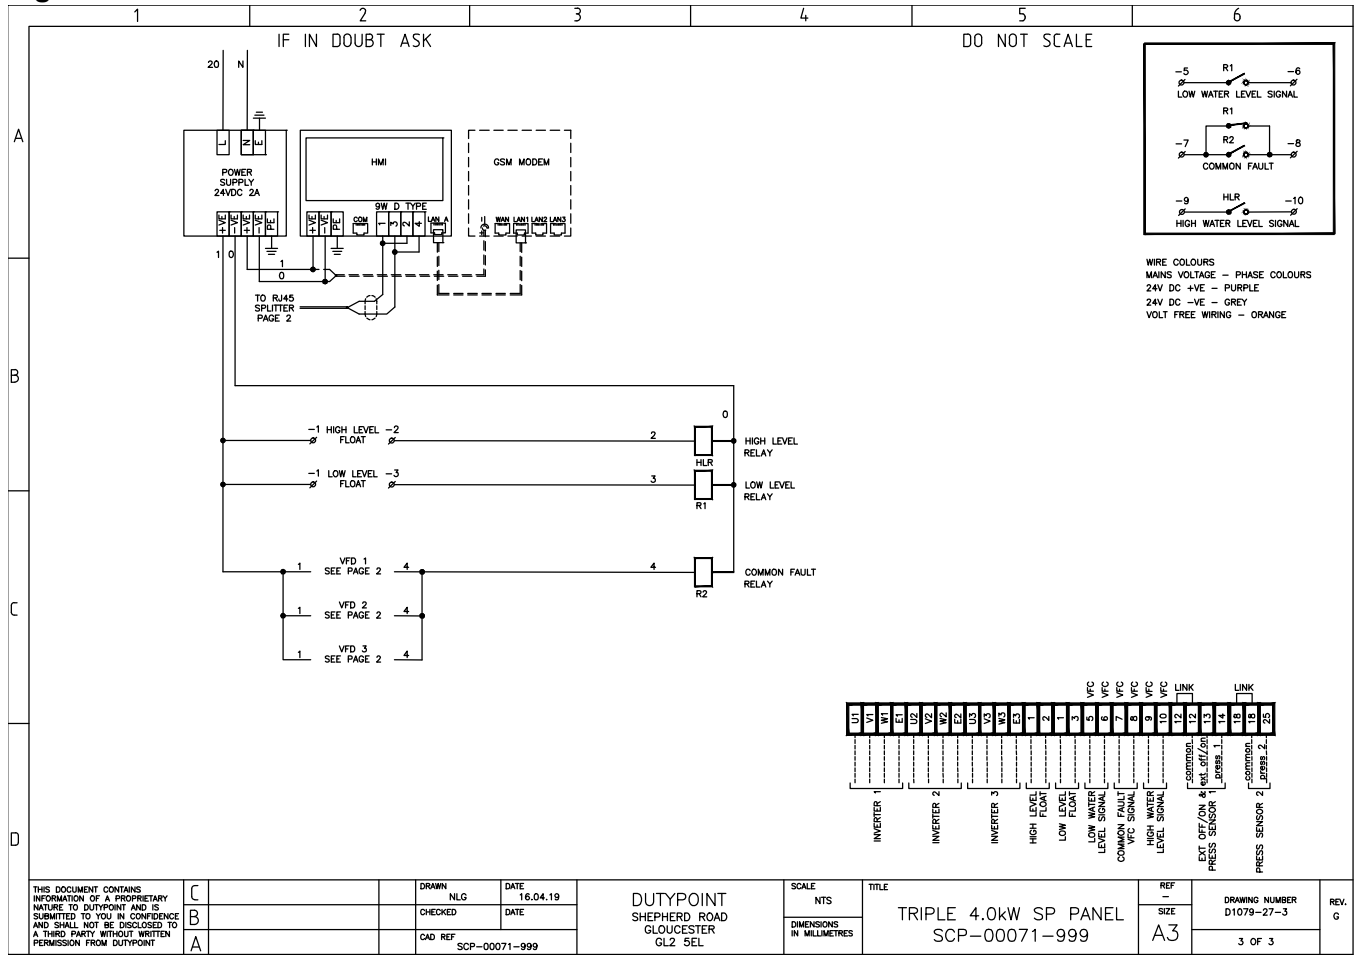 1 2 3 4 5 6
IF IN DOUBT ASK
DO NOT SCALE
A
B
C
D
20 N
L N E
POWER
SUPPLY
24VDC 2A
+VE -VE +VE -VE PE
1 0
HMI
9W D TYPE
+VE -VE PE
COM
1 3 2 4
LAN A
GSM MODEM
WAN LAN1 LAN2 LAN3
1
0
TO RJ45
SPLITTER
PAGE 2
R1
-5 -6
LOW WATER LEVEL SIGNAL
R1
R2
-7 -8
COMMON FAULT
HLR
-9 -10
HIGH WATER LEVEL SIGNAL
WIRE COLOURS
MAINS VOLTAGE - PHASE COLOURS
24V DC +VE - PURPLE
24V DC -VE - GREY
VOLT FREE WIRING - ORANGE
0
-1 HIGH LEVEL -2
FLOAT
2
HLR
HIGH LEVEL
RELAY
-1 LOW LEVEL -3
FLOAT
3
R1
LOW LEVEL
RELAY
1 VFD 1 4
SEE PAGE 2
4
R2
COMMON FAULT
RELAY
1 VFD 2 4
SEE PAGE 2
1 VFD 3 4
SEE PAGE 2
VFC VFC VFC VFC VFC VFC
LINK LINK
U1 V1 W1 E1 U2 V2 W2 E2 U3 V3 W3 E3 1 2 1 3 5 6 7 8 9 10 12 12 13 14 18 18 25
common
ext off/on
press 1
common
press 2
INVERTER 1
INVERTER 2
INVERTER 3
HIGH LEVEL
FLOAT
LOW LEVEL
FLOAT
LOW WATER
LEVEL SIGNAL
COMMON FAULT
VFC SIGNAL
HIGH WATER
LEVEL SIGNAL
EXT OFF/ON &
PRESS SENSOR 1
PRESS SENSOR 2
THIS DOCUMENT CONTAINS
INFORMATION OF A PROPRIETARY
NATURE TO DUTYPOINT AND IS
SUBMITTED TO YOU IN CONFIDENCE
AND SHALL NOT BE DISCLOSED TO
A THIRD PARTY WITHOUT WRITTEN
PERMISSION FROM DUTYPOINT
C
B
A
DRAWN
NLG
DATE
16.04.19
CHECKED
DATE
CAD REF
SCP-00071-999
DUTYPOINT
SHEPHERD ROAD
GLOUCESTER
GL2 5EL
SCALE
NTS
DIMENSIONS
IN MILLIMETRES
TITLE
TRIPLE 4.0kW SP PANEL
SCP-00071-999
REF
-
SIZE
A3
DRAWING NUMBER
D1079-27-3
3 OF 3
REV.
G